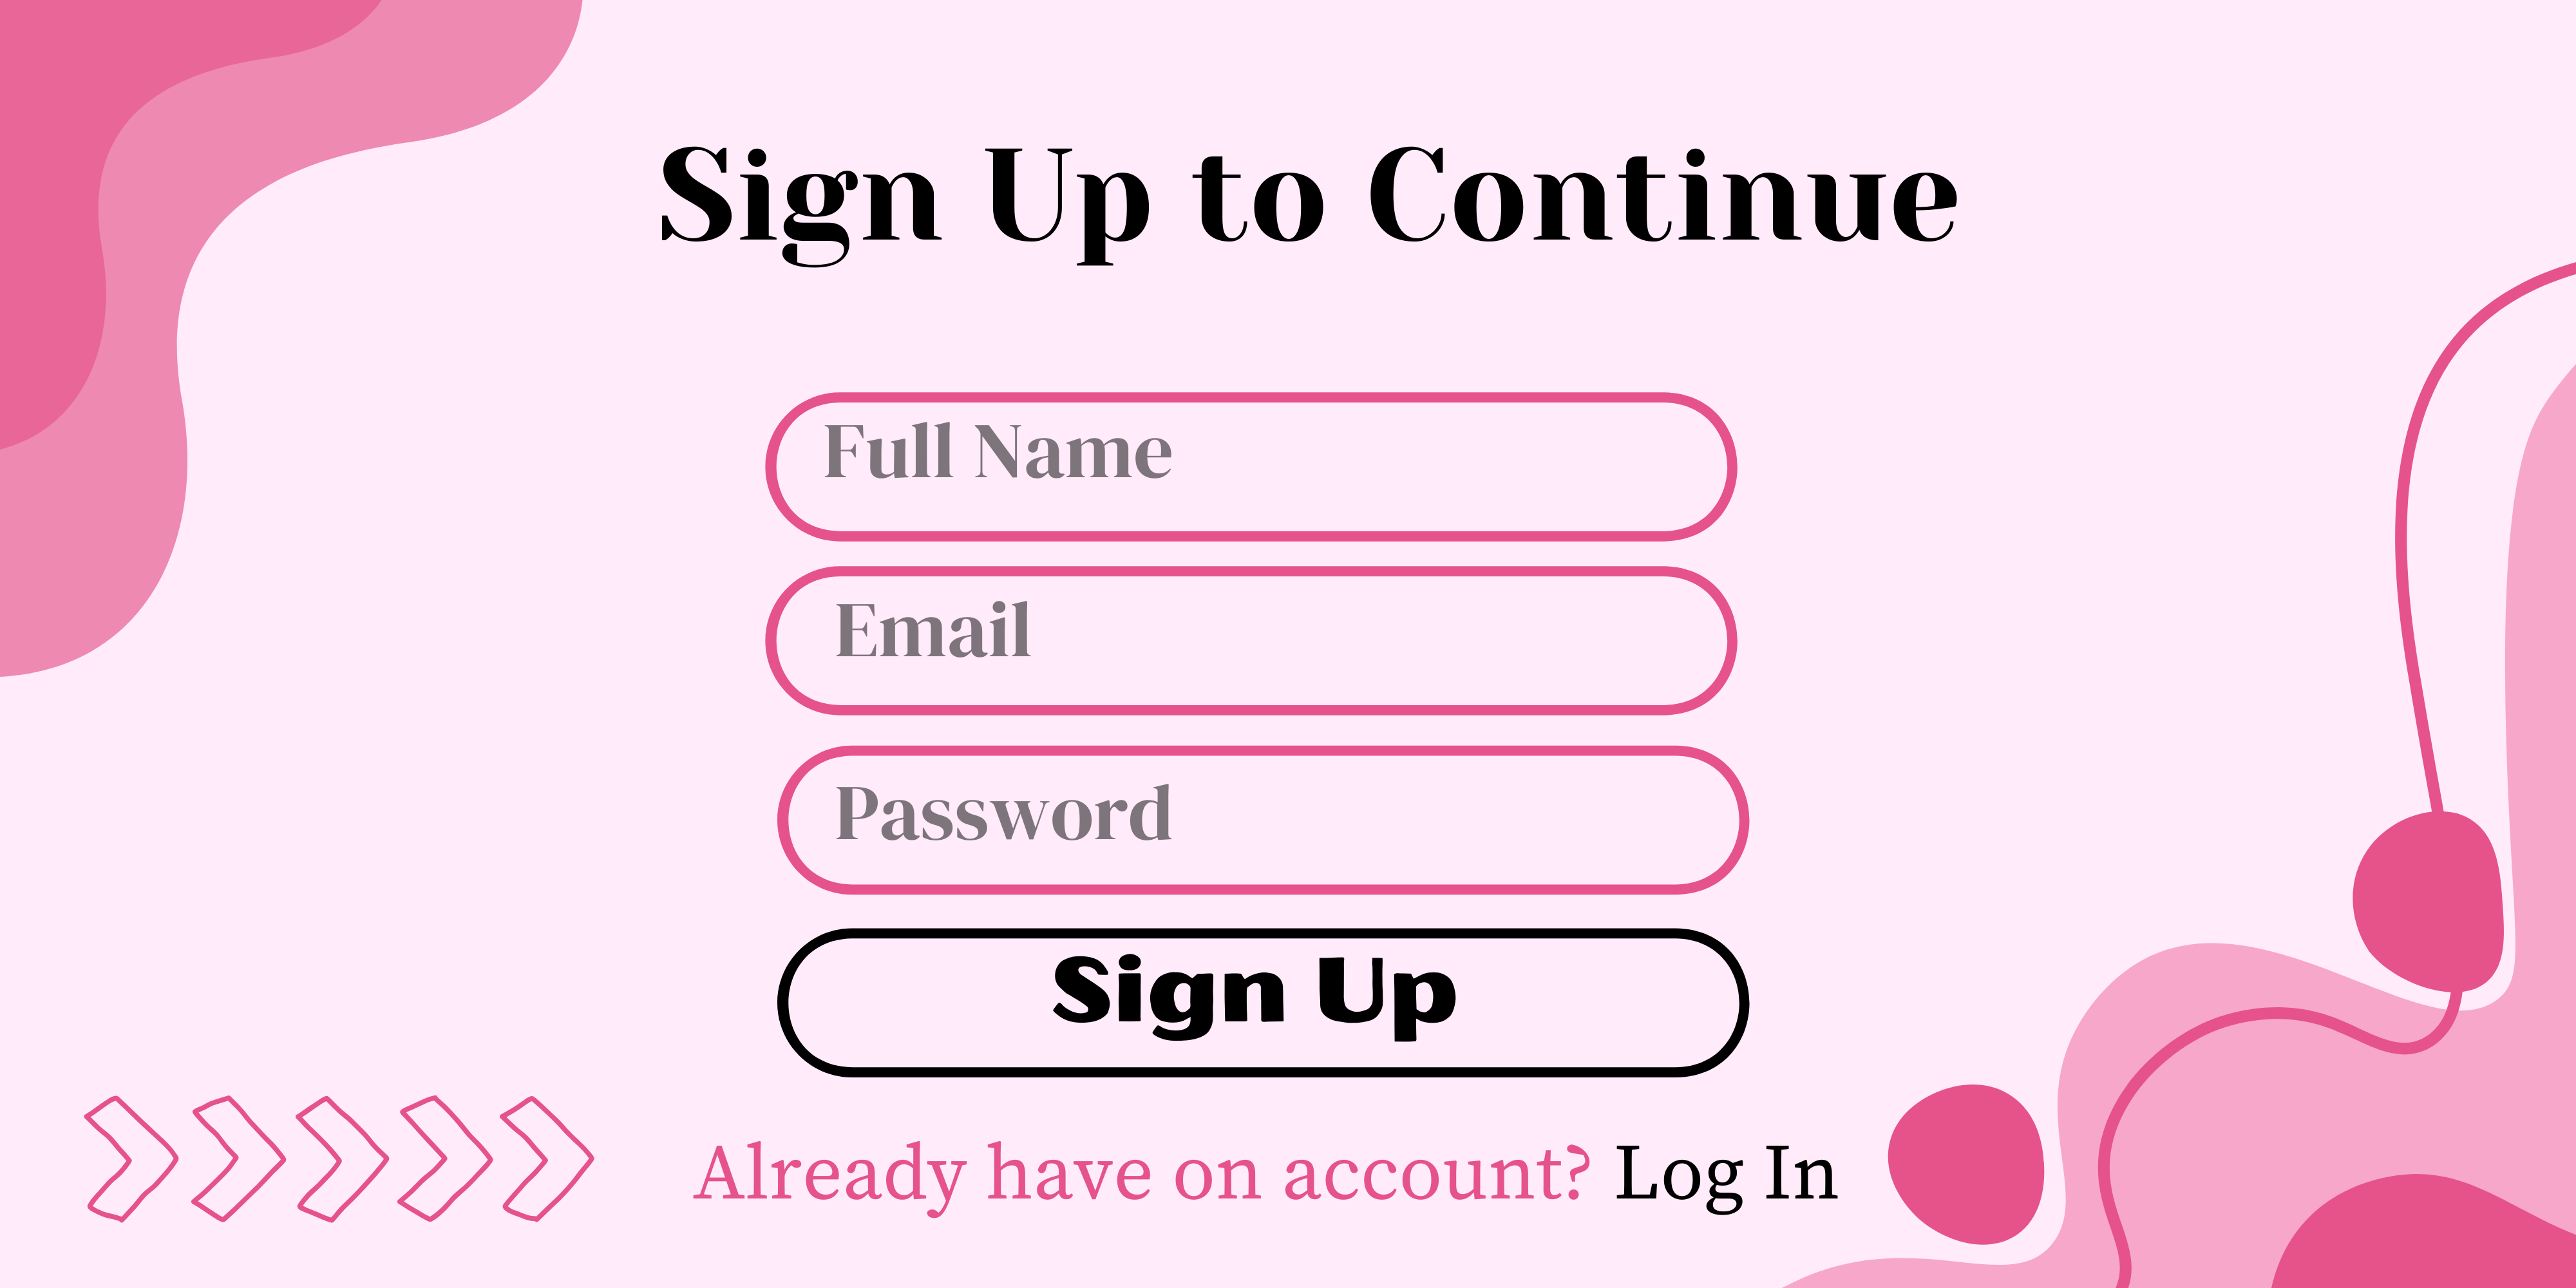 Sign Up to Continue
Full Name
Email
Password
Sign Up
Already have on account? Log In